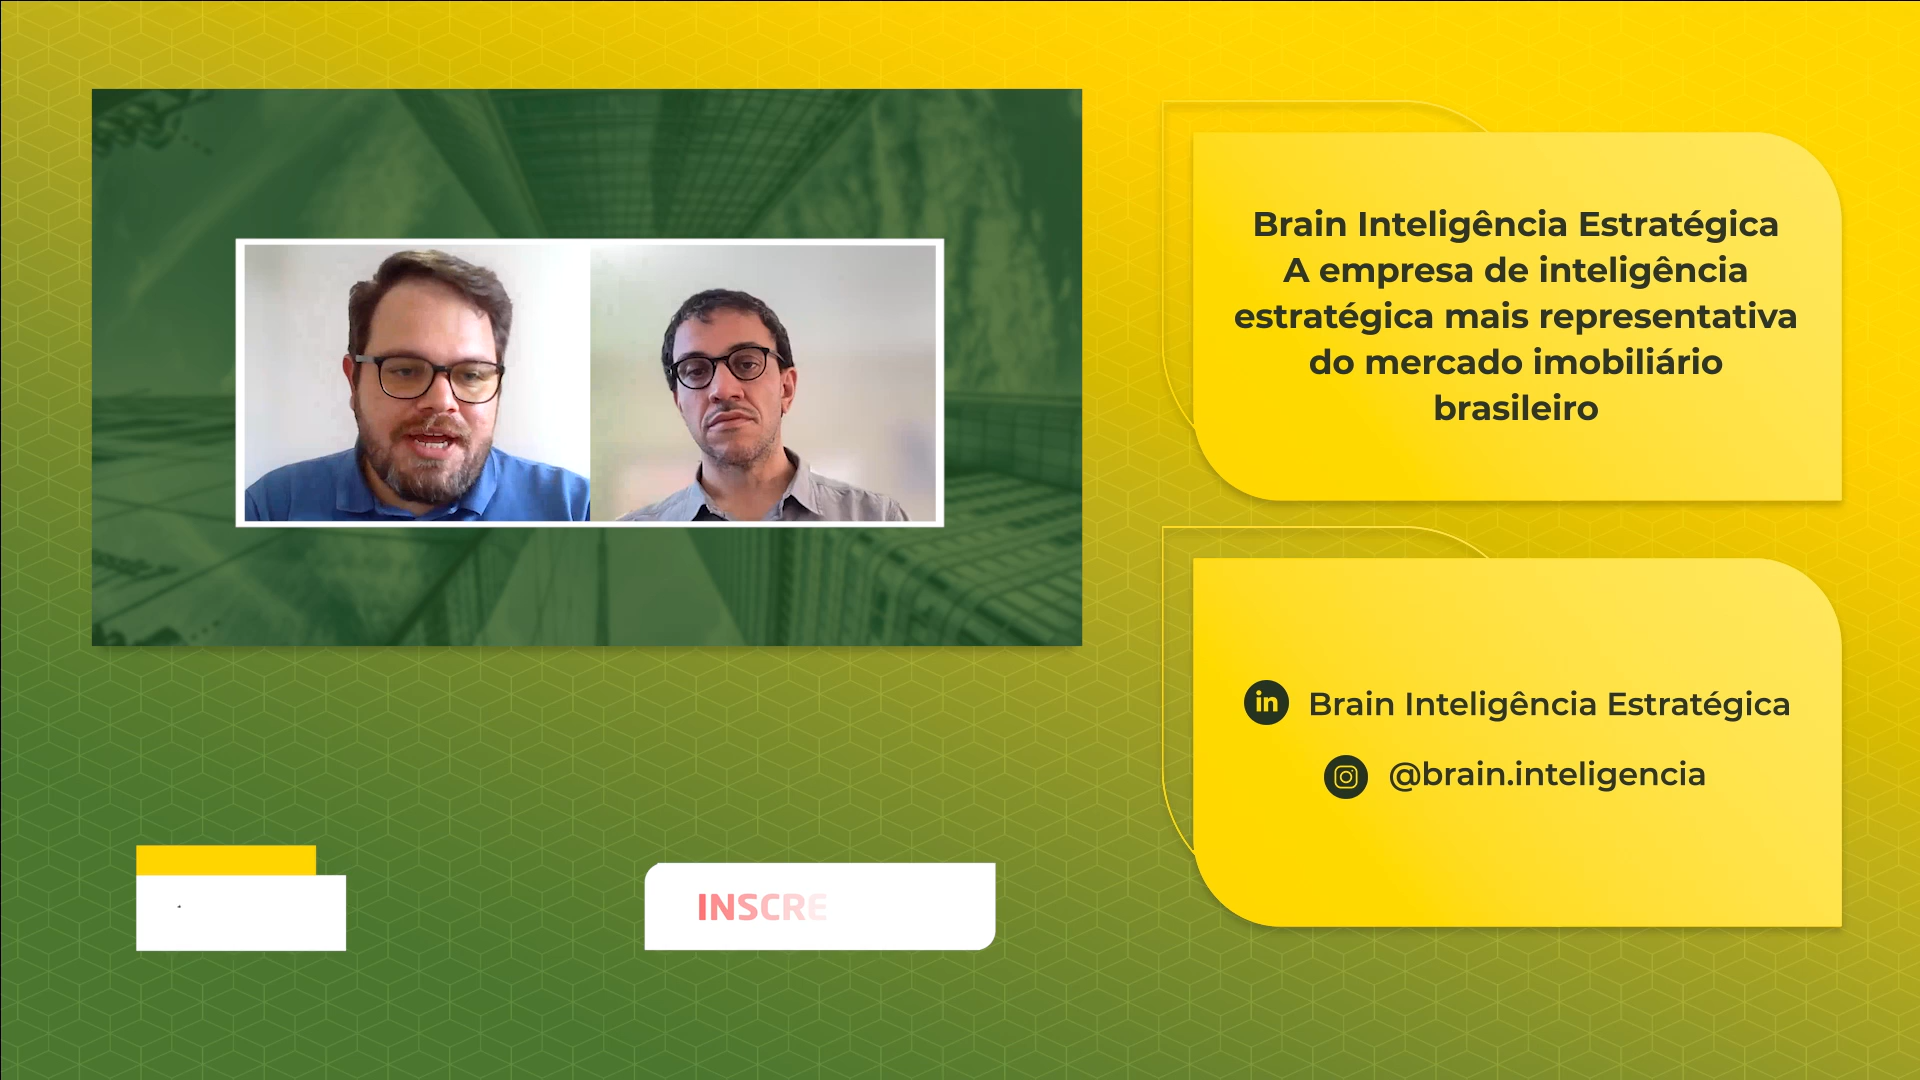 Brain Inteligência Estratégica
A empresa de inteligência
estratégica mais representativa
do mercado imobiliário
brasileiro
in Brain Inteligência Estratégica
@brain.inteligencia
INSCRE